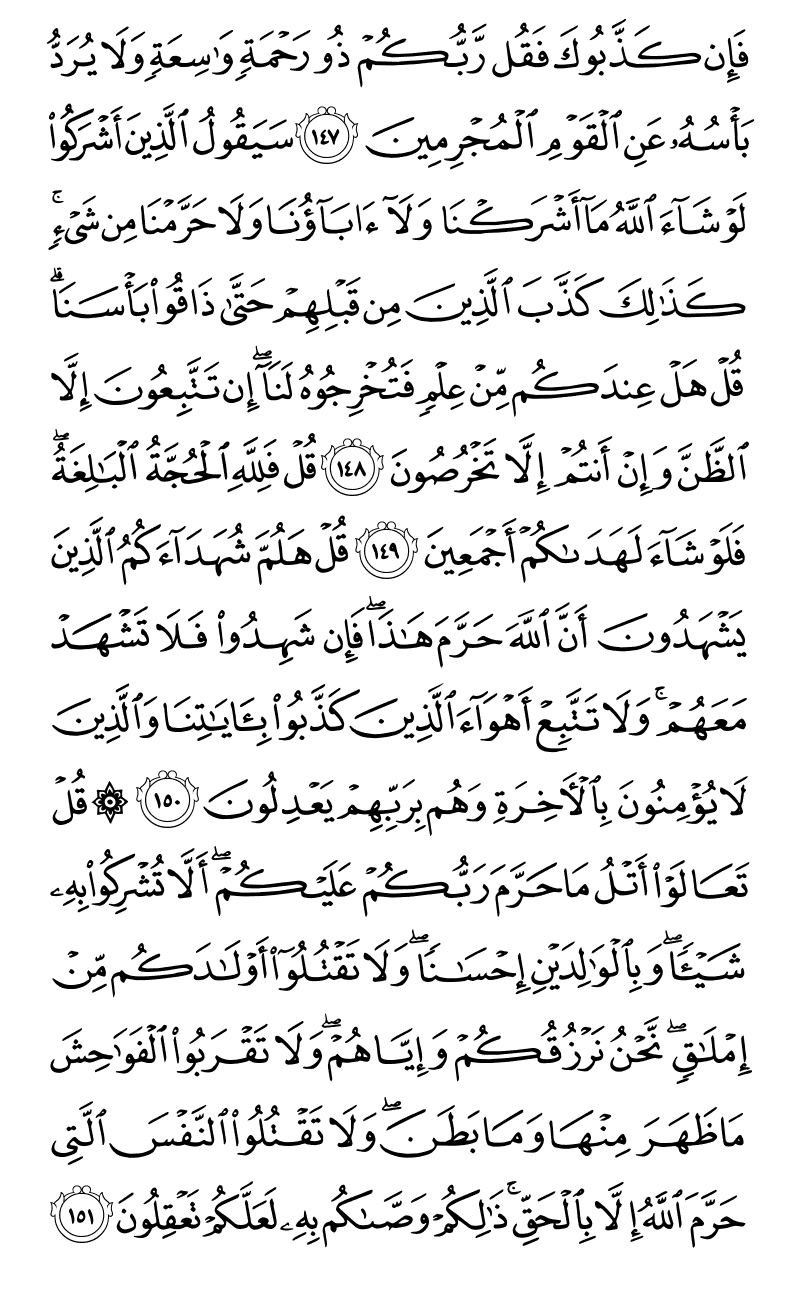 فَإِن كَذَّبُوكَ فَقُل رَّبُّكُمْ ذُو رَحْمَةٍ وَٰسِعَةٍ وَلَا يُرَدُّ
بَأْسُهُۥ عَنِ ٱلْقَوْمِ ٱلْمُجْرِمِينَ ١٤٧ سَيَقُولُ ٱلَّذِينَ أَشْرَكُوا۟
لَوْ شَآءَ ٱللَّهُ مَآ أَشْرَكْنَا وَلَآ ءَابَآؤُنَا وَلَا حَرَّمْنَا مِن شَىْءٍ ۚ
كَذَٰلِكَ كَذَّبَ ٱلَّذِينَ مِن قَبْلِهِمْ حَتَّىٰ ذَاقُوا۟ بَأْسَنَا ۗ
قُلْ هَلْ عِندَكُم مِّنْ عِلْمٍ فَتُخْرِجُوهُ لَنَآ ۖ إِن تَتَّبِعُونَ إِلَّا
ٱلظَّنَّ وَإِنْ أَنتُمْ إِلَّا تَخْرُصُونَ ١٤٨ قُلْ فَلِلَّهِ ٱلْحُجَّةُ ٱلْبَٰلِغَةُ ۖ
فَلَوْ شَآءَ لَهَدَىٰكُمْ أَجْمَعِينَ ١٤٩ قُلْ هَلُمَّ شُهَدَآءَكُمُ ٱلَّذِينَ
يَشْهَدُونَ أَنَّ ٱللَّهَ حَرَّمَ هَٰذَا ۖ فَإِن شَهِدُوا۟ فَلَا تَشْهَدْ
مَعَهُمْ ۚ وَلَا تَتَّبِعْ أَهْوَآءَ ٱلَّذِينَ كَذَّبُوا۟ بِـَٔايَٰتِنَا وَٱلَّذِينَ
لَا يُؤْمِنُونَ بِٱلْـَٔاخِرَةِ وَهُم بِرَبِّهِمْ يَعْدِلُونَ ١٥٠ ۞ قُلْ
تَعَالَوْا۟ أَتْلُ مَا حَرَّمَ رَبُّكُمْ عَلَيْكُمْ ۖ أَلَّا تُشْرِكُوا۟ بِهِۦ
شَيْـًٔا ۖ وَبِٱلْوَٰلِدَيْنِ إِحْسَٰنًا ۖ وَلَا تَقْتُلُوٓا۟ أَوْلَٰدَكُم مِّنْ
إِمْلَٰقٍ ۖ نَّحْنُ نَرْزُقُكُمْ وَإِيَّاهُمْ ۖ وَلَا تَقْرَبُوا۟ ٱلْفَوَٰحِشَ
مَا ظَهَرَ مِنْهَا وَمَا بَطَنَ ۖ وَلَا تَقْتُلُوا۟ ٱلنَّفْسَ ٱلَّتِى
حَرَّمَ ٱللَّهُ إِلَّا بِٱلْحَقِّ ۚ ذَٰلِكُمْ وَصَّىٰكُم بِهِۦ لَعَلَّكُمْ تَعْقِلُونَ ١٥١